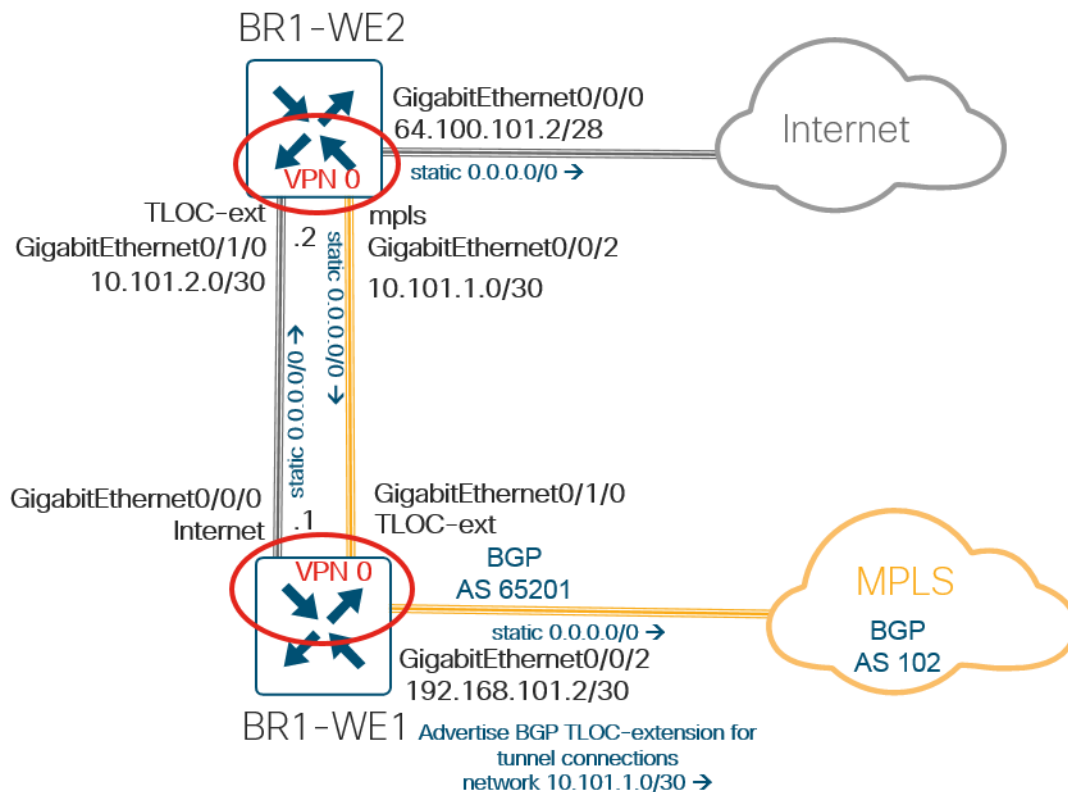 BR1-WE2
GigabitEthernet0/0/0
64.100.101.2/28
Internet
VPN 0
static 0.0.0.0/0 →
TLOC-ext
GigabitEthernet0/1/0
10.101.2.0/30
.2
mpls
GigabitEthernet0/0/2
10.101.1.0/30
static 0.0.0.0/0 →
static 0.0.0.0/0 →
GigabitEthernet0/0/0
Internet
.1
GigabitEthernet0/1/0
TLOC-ext
VPN 0
BGP
AS 65201
static 0.0.0.0/0 →
MPLS
BGP
AS 102
GigabitEthernet0/0/2
192.168.101.2/30
BR1-WE1
Advertise BGP TLOC-extension for
tunnel connections
network 10.101.1.0/30 →